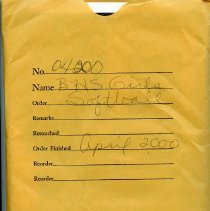 No. 04200
Name BHS Girls
Order Softball
Remarks
Retouched
Order Finished April 2000
Reorder
Reorder